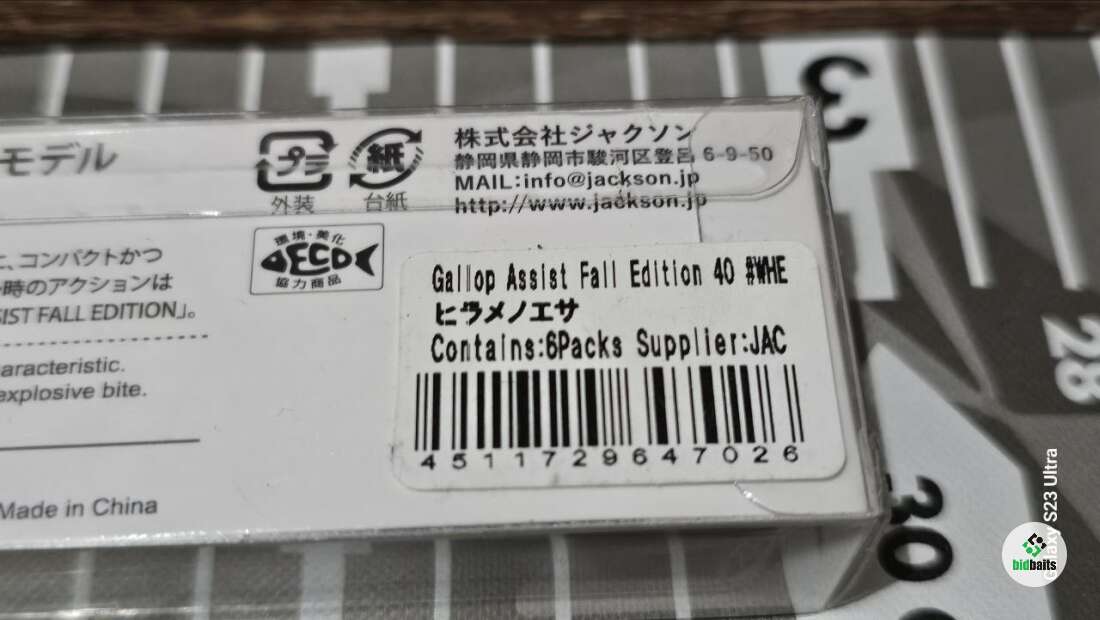 モデル
プラ
外装
紙
台紙
株式会社ジャクソン
静岡県静岡市駿河区登呂 6-9-50
MAIL:info@jackson.jp
http://www.jackson.jp
環境・美化
ECO
協力商品
、コンパクトかつ
時のアクションは
IST FALL EDITION」。
aracteristic.
explosive bite.
Made in China
Gallop Assist Fall Edition 40 #WHE
ヒラメノエサ
Contains:6Packs Supplier:JAC
4511729647026
3
28
30
Galaxy S23 Ultra
bidbaits